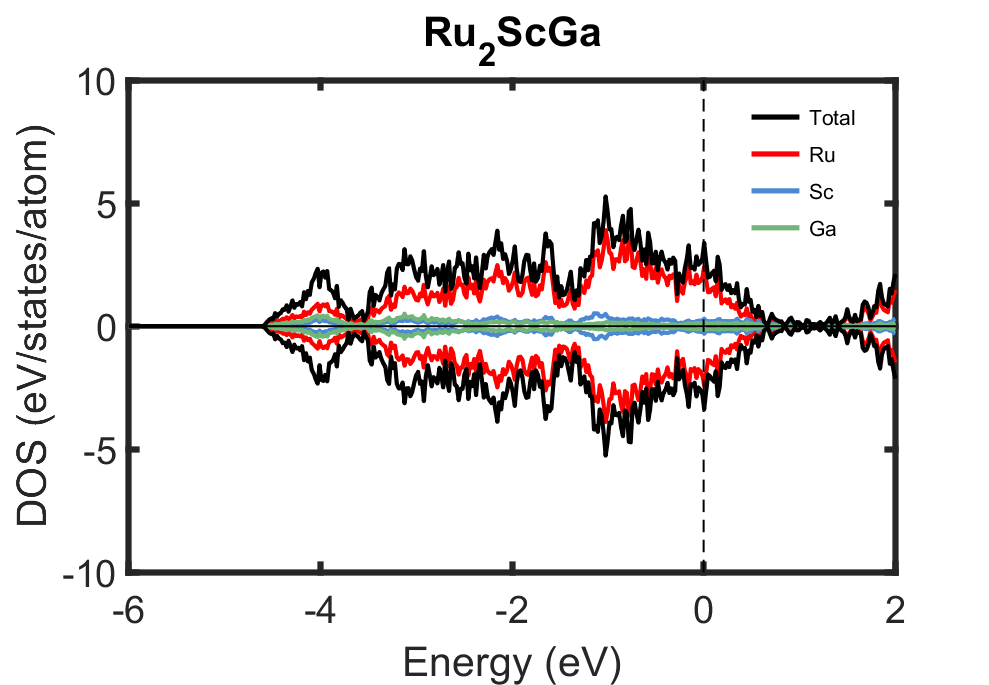 Ru2ScGa
DOS (eV/states/atom)
10
5
0
-5
-10
Total
Ru
Sc
Ga
-6 -4 -2 0 2
Energy (eV)